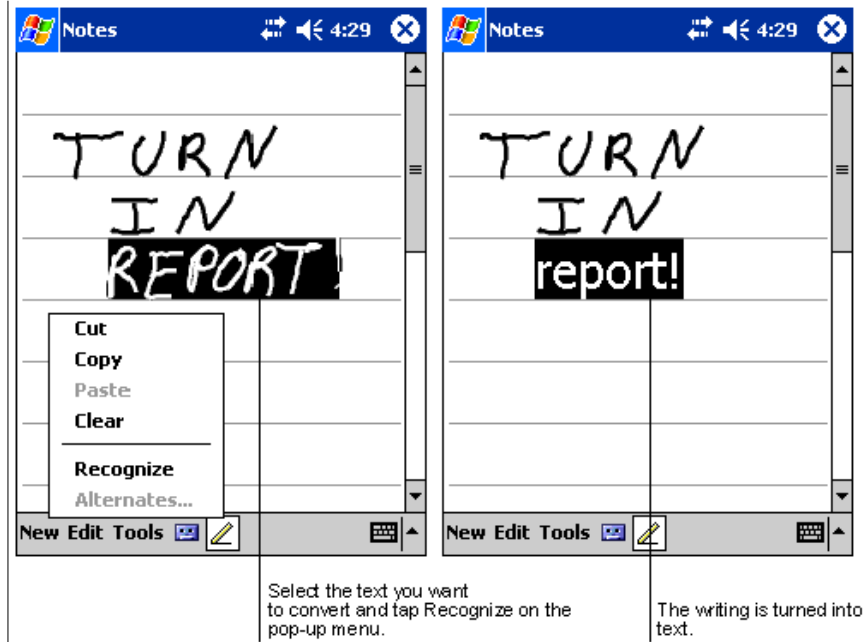 Notes 4:29
TURN
IN
REPORT!
Cut
Copy
Paste
Clear
Recognize
Alternates...
New Edit Tools
Select the text you want
to convert and tap Recognize on the
pop-up menu.
Notes 4:29
TURN
IN
report!
New Edit Tools
The writing is turned into
text.